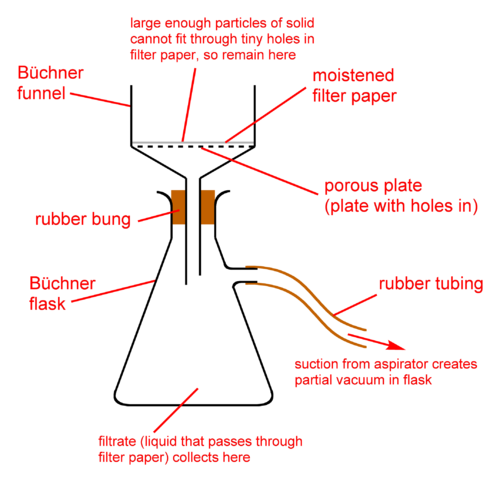 large enough particles of solid
cannot fit through tiny holes in
filter paper, so remain here
Büchner
funnel
moistened
filter paper
porous plate
(plate with holes in)
rubber bung
Büchner
flask
rubber tubing
suction from aspirator creates
partial vacuum in flask
filtrate (liquid that passes through
filter paper) collects here